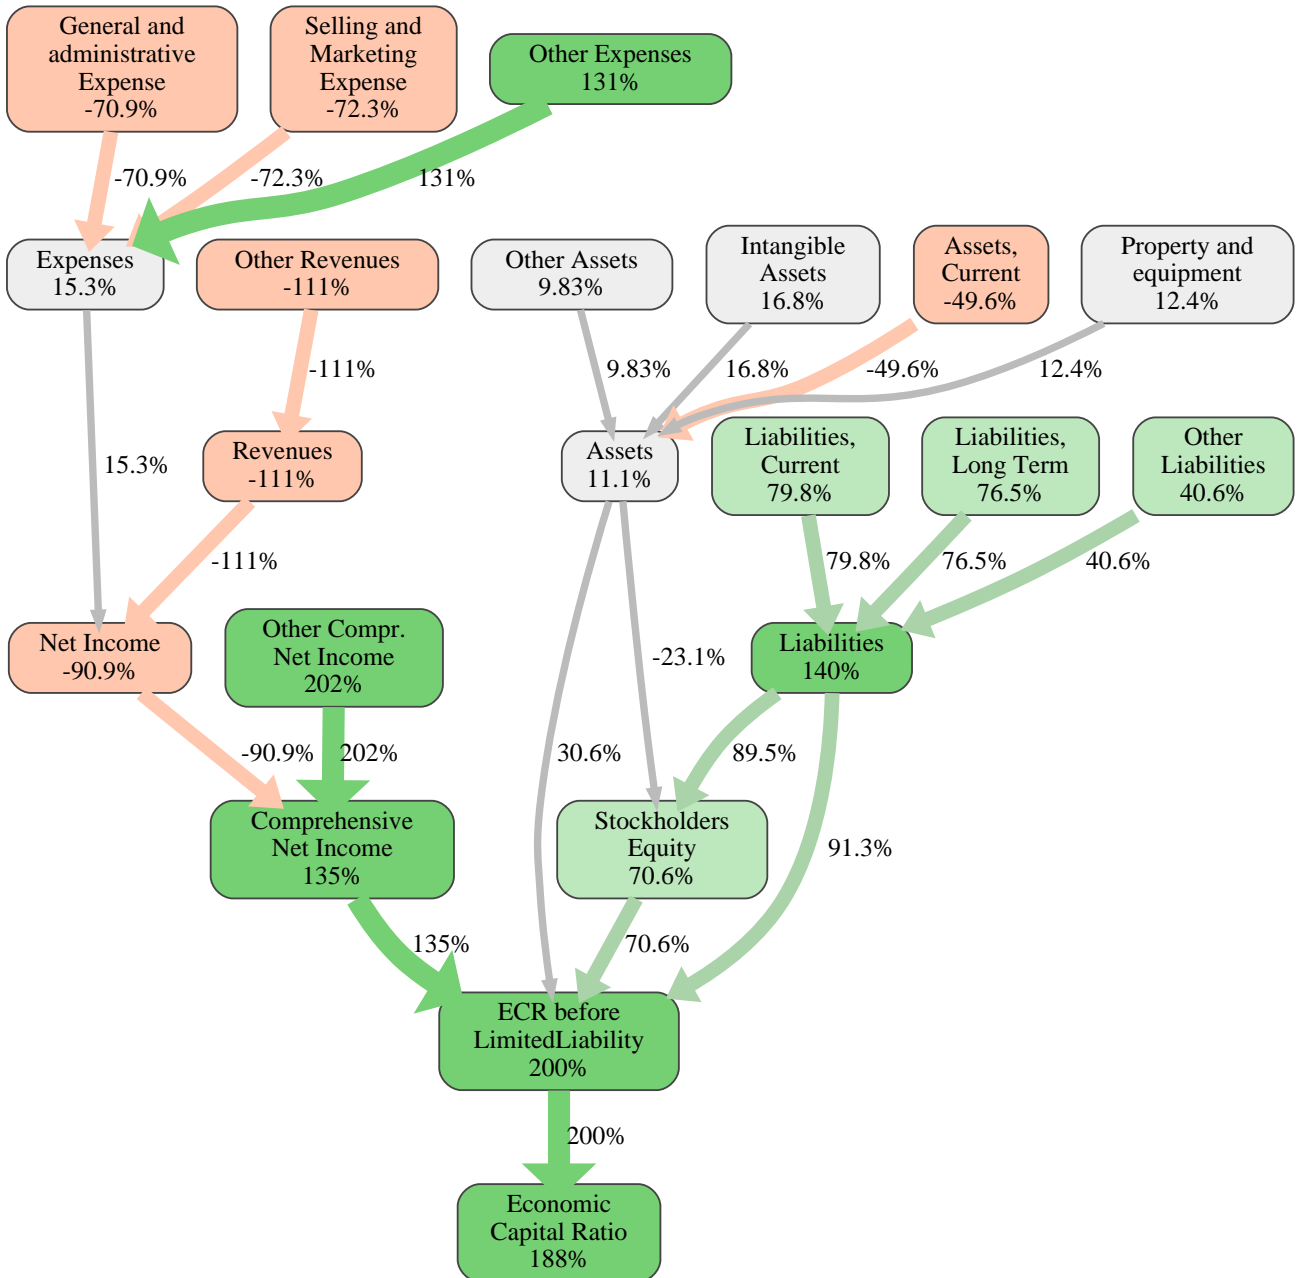 General and
administrative
Expense
-70.9%
Selling and
Marketing
Expense
-72.3%
Other Expenses
131%
-70.9%
-72.3%
131%
Expenses
15.3%
Other Revenues
-111%
Other Assets
9.83%
Intangible
Assets
16.8%
Assets,
Current
-49.6%
Property and
equipment
12.4%
-111%
9.83%
16.8%
-49.6%
12.4%
15.3%
Revenues
-111%
Assets
11.1%
Liabilities,
Current
79.8%
Liabilities,
Long Term
76.5%
Other
Liabilities
40.6%
-111%
79.8%
76.5%
40.6%
Net Income
-90.9%
Other Compr.
Net Income
202%
-23.1%
Liabilities
140%
-90.9%
202%
30.6%
89.5%
Comprehensive
Net Income
135%
Stockholders
Equity
70.6%
91.3%
135%
70.6%
ECR before
LimitedLiability
200%
200%
Economic
Capital Ratio
188%